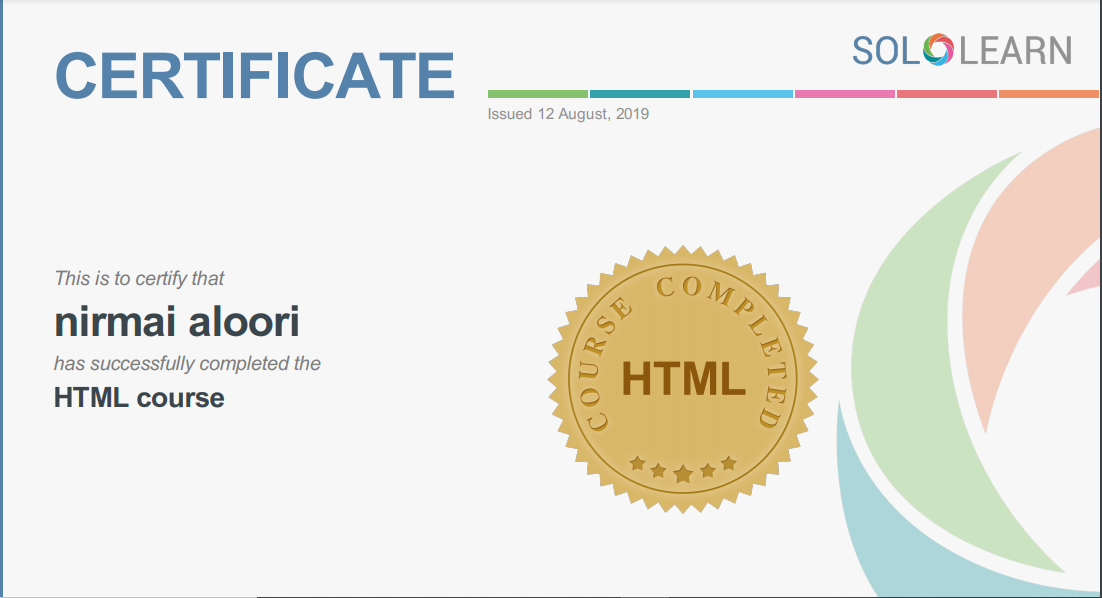 CERTIFICATE
SOLOLEARN
Issued 12 August, 2019
This is to certify that
nirmai aloori
has successfully completed the
HTML course
COURSE COMPLETED
HTML